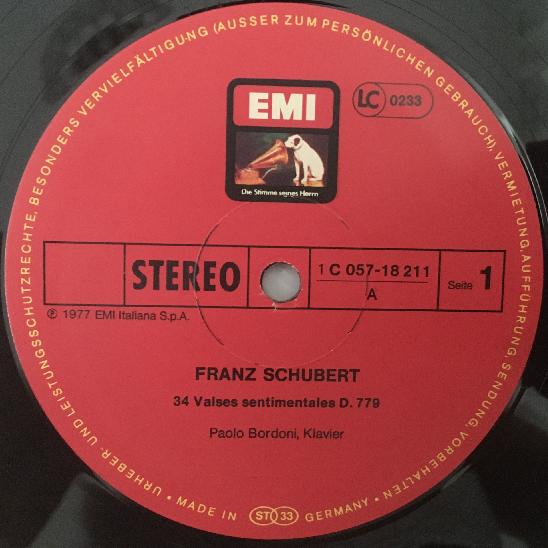 URHEBER- UND LEISTUNGSSCHUTZRECHTE, BESONDERS VERVIELFÄLTIGUNG (AUSSER ZUM PERSÖNLICHEN GEBRAUCH), VERMIETUNG, AUFFÜHRUNG, SENDUNG, VORBEHALTEN •
EMI
LC 0233
Die Stimme seines Herrn
STEREO
1 C 057-18 211
A
Seite 1
℗ 1977 EMI Italiana S.p.A.
FRANZ SCHUBERT
34 Valses sentimentales D. 779
Paolo Bordoni, Klavier
• MADE IN ST 33 GERMANY •